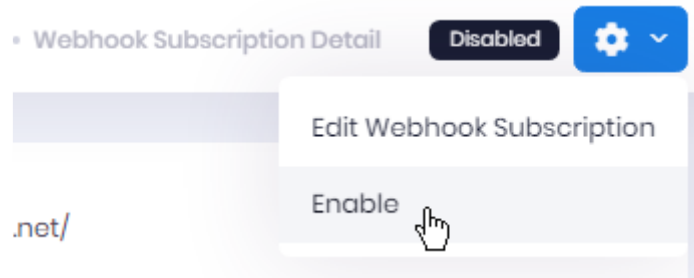 • Webhook Subscription Detail Disabled
Edit Webhook Subscription
Enable
.net/